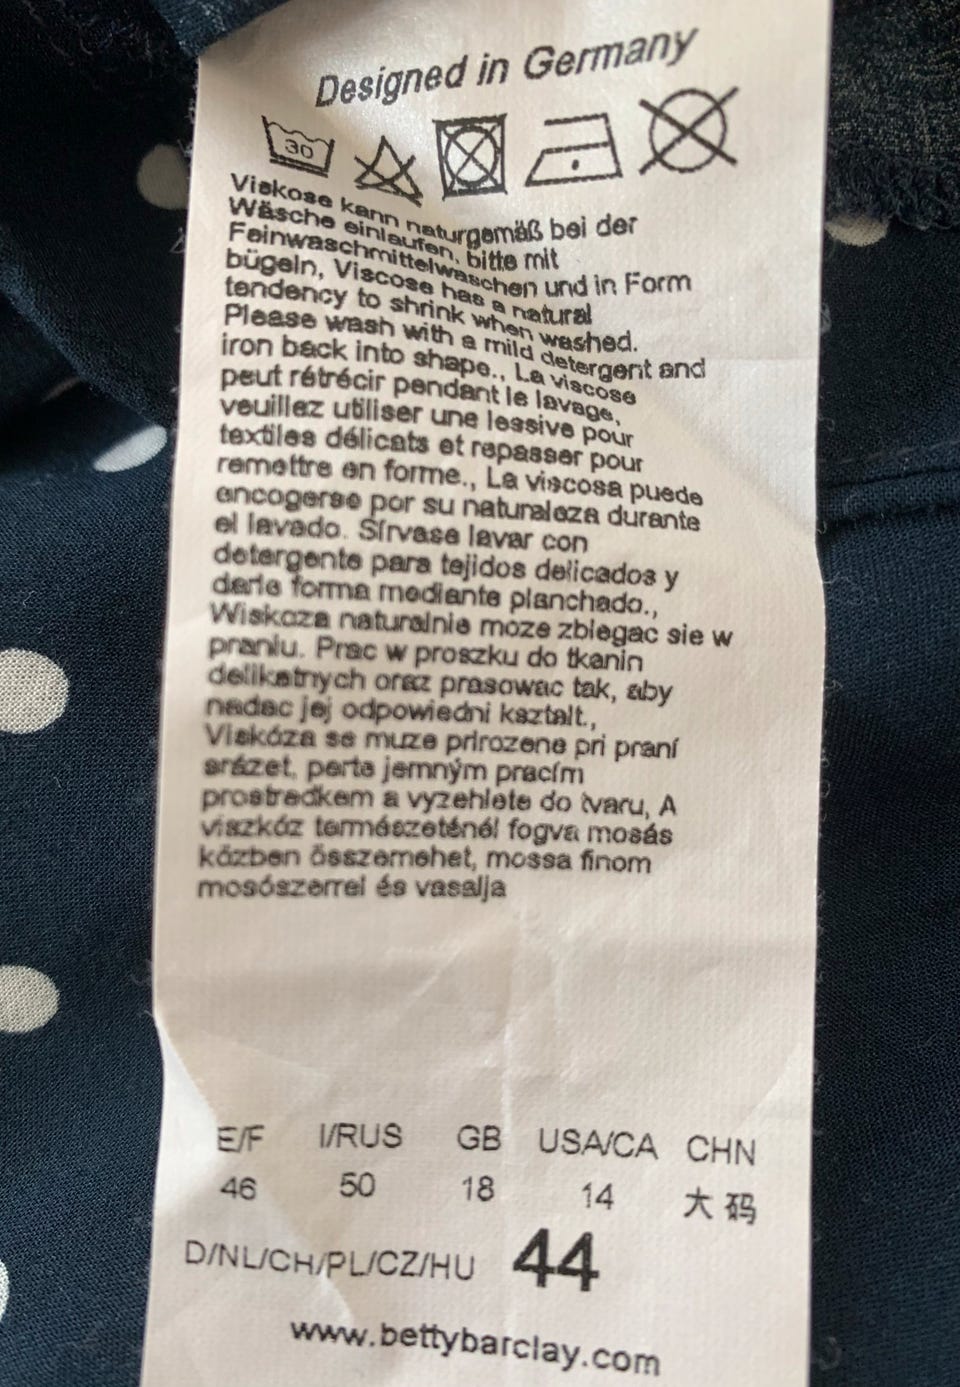 Designed in Germany
30
Viskose kann naturgemäß bei der
Wäsche einlaufen, bitte mit
Feinwaschmittelwaschen und in Form
bügeln, Viscose has a natural
tendency to shrink when washed.
Please wash with a mild detergent and
iron back into shape., La viscose
peut rétrécir pendant le lavage,
veuillez utiliser une lessive pour
textiles délicats et repasser pour
remettre en forme., La viscosa puede
encogerse por su naturaleza durante
el lavado. Sírvase lavar con
detergente para tejidos delicados y
darle forma mediante planchado.,
Wiskoza naturalnie moze zbiegac sie w
praniu. Prac w proszku do tkanin
delikatnych oraz prasowac tak, aby
nadac jej odpowiedni ksztalt.,
Viskóza se muze prirozene pri praní
srázet, perte jemným pracím
prostredkem a vyzehlete do tvaru, A
viszkóz természeténél fogva mosás
közben összemehet, mossa finom
mosószerrel és vasalja
E/F I/RUS GB USA/CA CHN
46 50 18 14 大码
D/NL/CH/PL/CZ/HU 44
www.bettybarclay.com